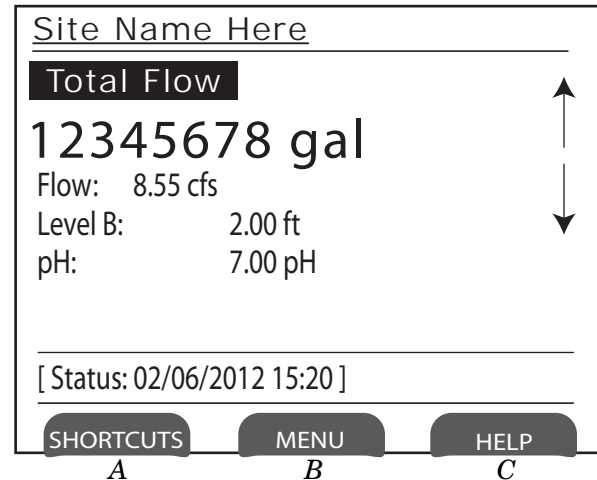 Site Name Here
Total Flow
12345678 gal
Flow: 8.55 cfs
Level B: 2.00 ft
pH: 7.00 pH
[ Status: 02/06/2012 15:20 ]
SHORTCUTS MENU HELP
A B C